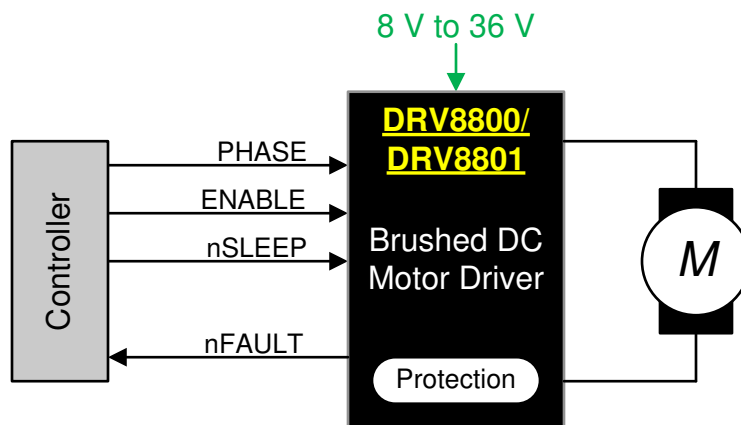 8 V to 36 V
DRV8800/
DRV8801
PHASE
ENABLE
nSLEEP
nFAULT
Controller
Brushed DC
Motor Driver
Protection
M